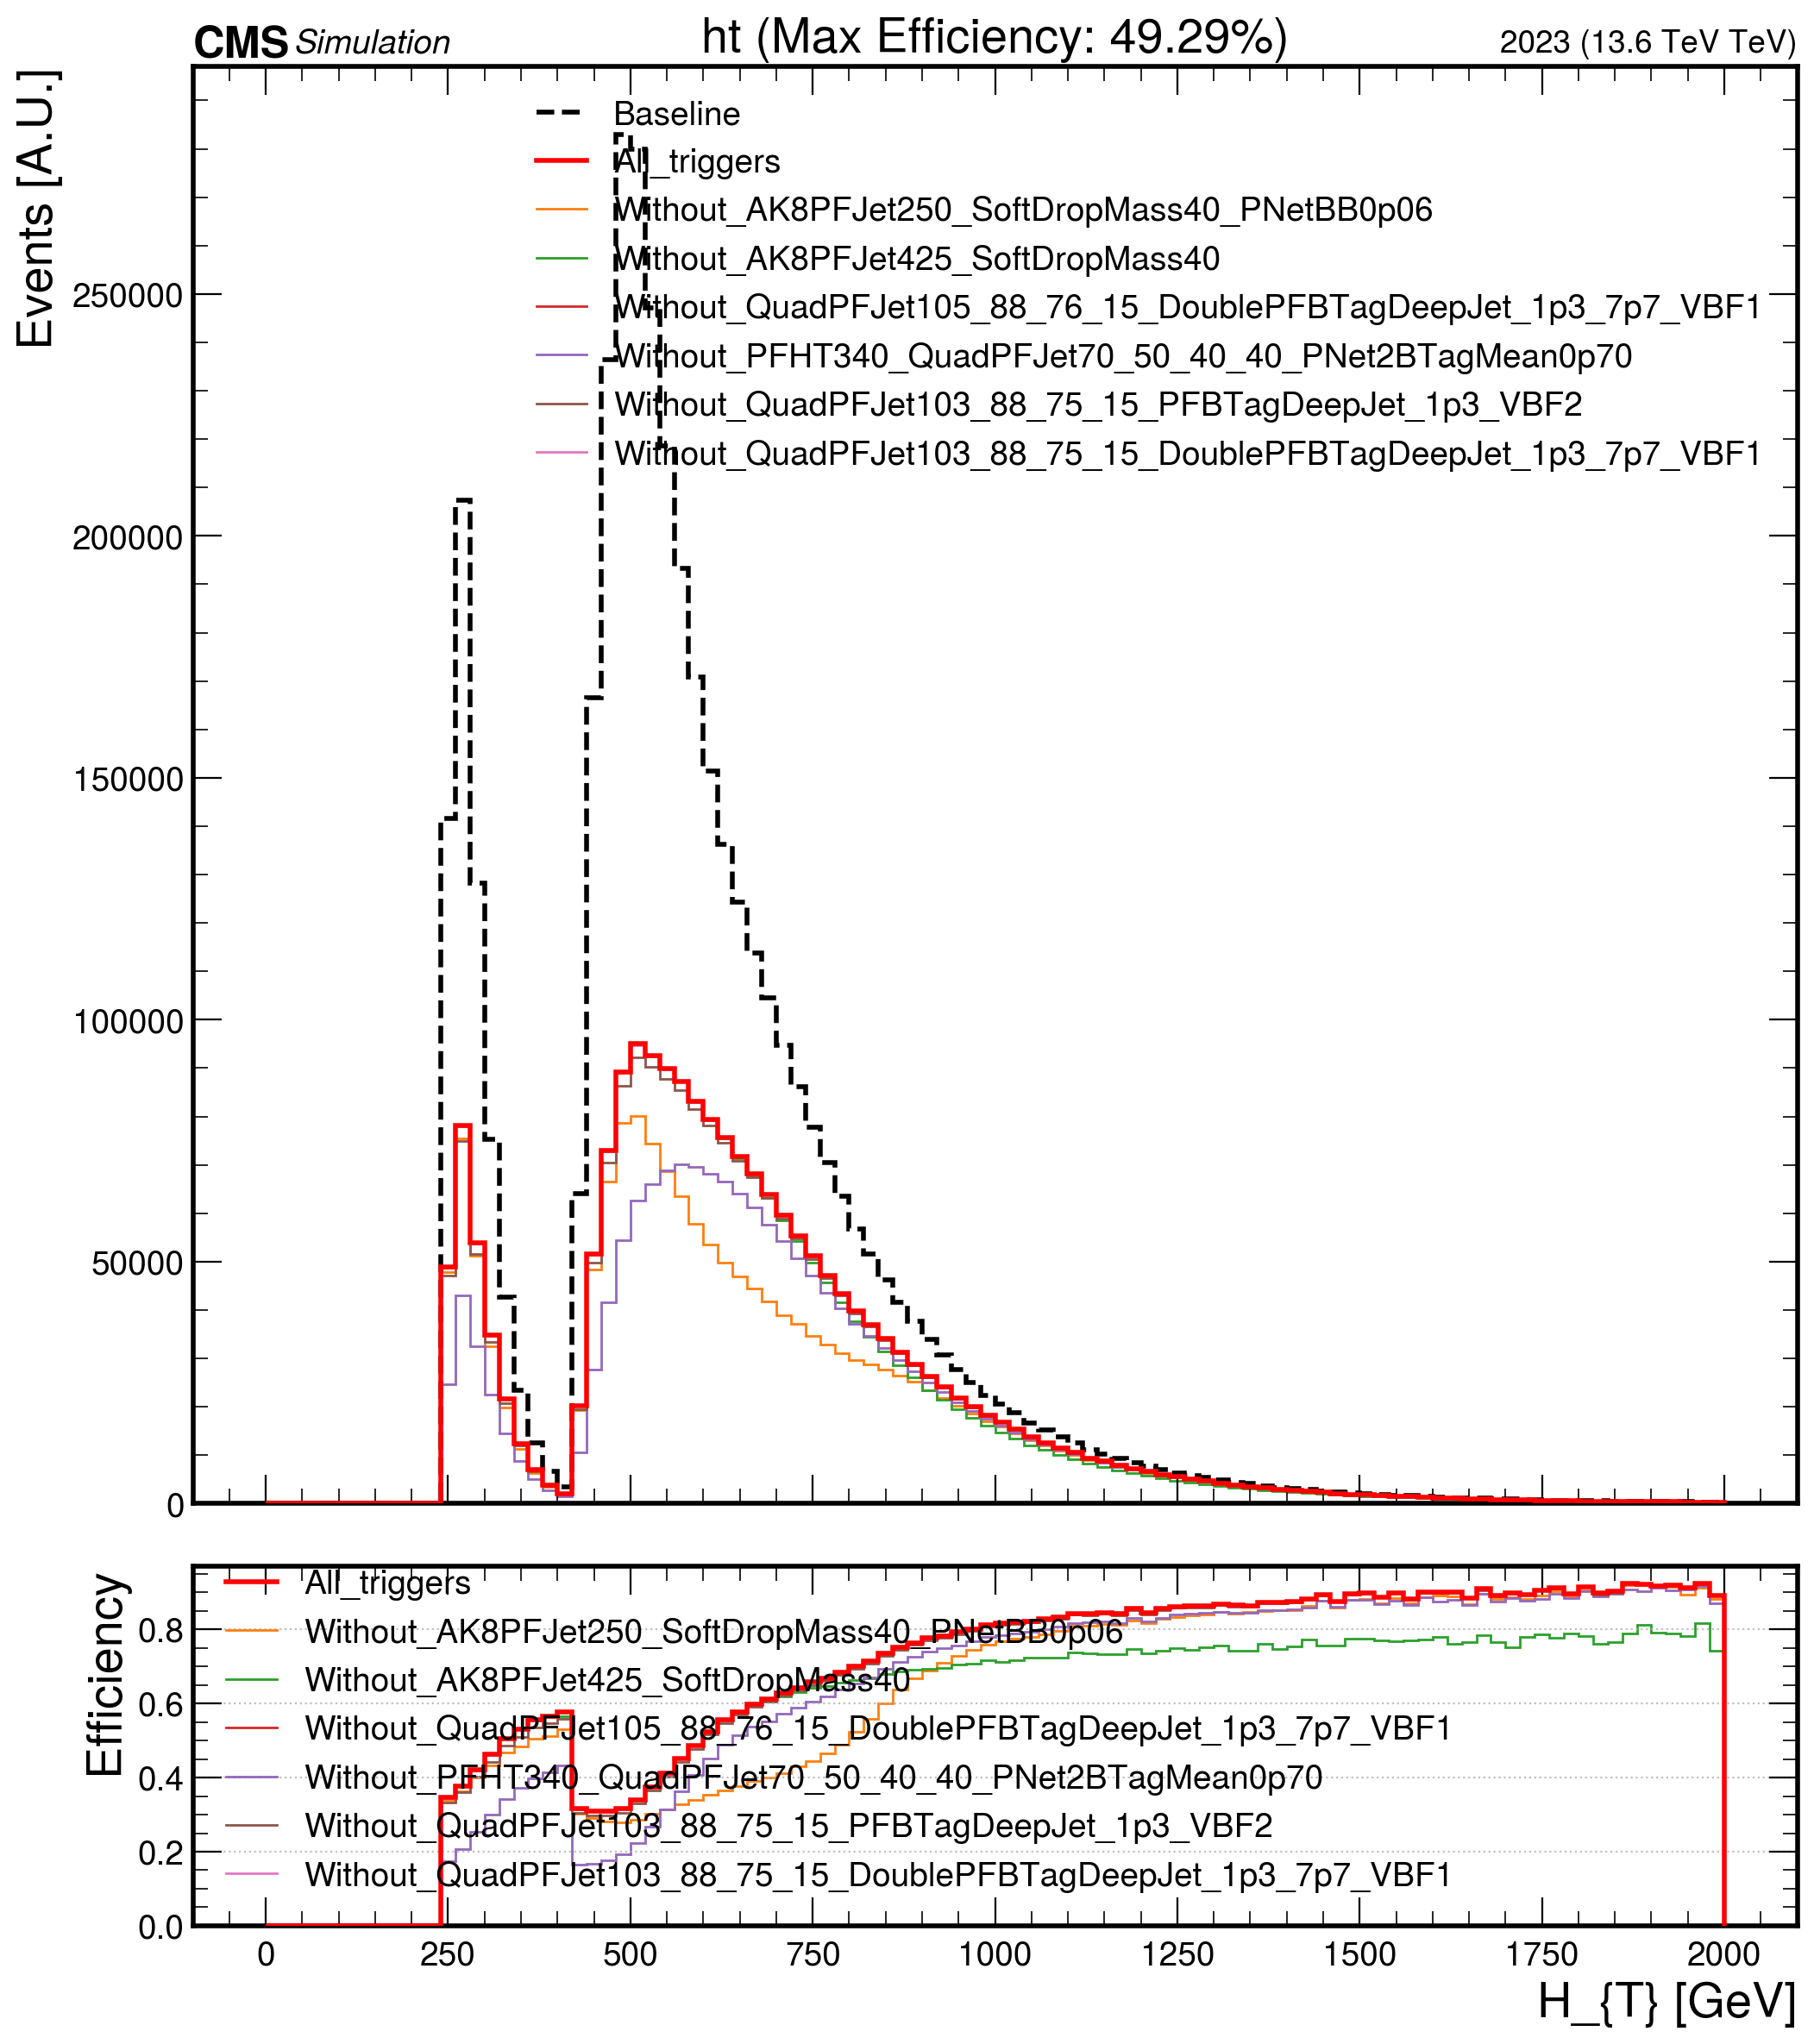 CMS Simulation ht (Max Efficiency: 49.29%) 2023 (13.6 TeV TeV)
Events [A.U.]
Baseline
All_triggers
Without_AK8PFJet250_SoftDropMass40_PNetBB0p06
Without_AK8PFJet425_SoftDropMass40
Without_QuadPFJet105_88_76_15_DoublePFBTagDeepJet_1p3_7p7_VBF1
Without_PFHT340_QuadPFJet70_50_40_40_PNet2BTagMean0p70
Without_QuadPFJet103_88_75_15_PFBTagDeepJet_1p3_VBF2
Without_QuadPFJet103_88_75_15_DoublePFBTagDeepJet_1p3_7p7_VBF1
250000
200000
150000
100000
50000
0
Efficiency
All_triggers
Without_AK8PFJet250_SoftDropMass40_PNetBB0p06
Without_AK8PFJet425_SoftDropMass40
Without_QuadPFJet105_88_76_15_DoublePFBTagDeepJet_1p3_7p7_VBF1
Without_PFHT340_QuadPFJet70_50_40_40_PNet2BTagMean0p70
Without_QuadPFJet103_88_75_15_PFBTagDeepJet_1p3_VBF2
Without_QuadPFJet103_88_75_15_DoublePFBTagDeepJet_1p3_7p7_VBF1
0.8
0.6
0.4
0.2
0.0
0 250 500 750 1000 1250 1500 1750 2000
H_{T} [GeV]